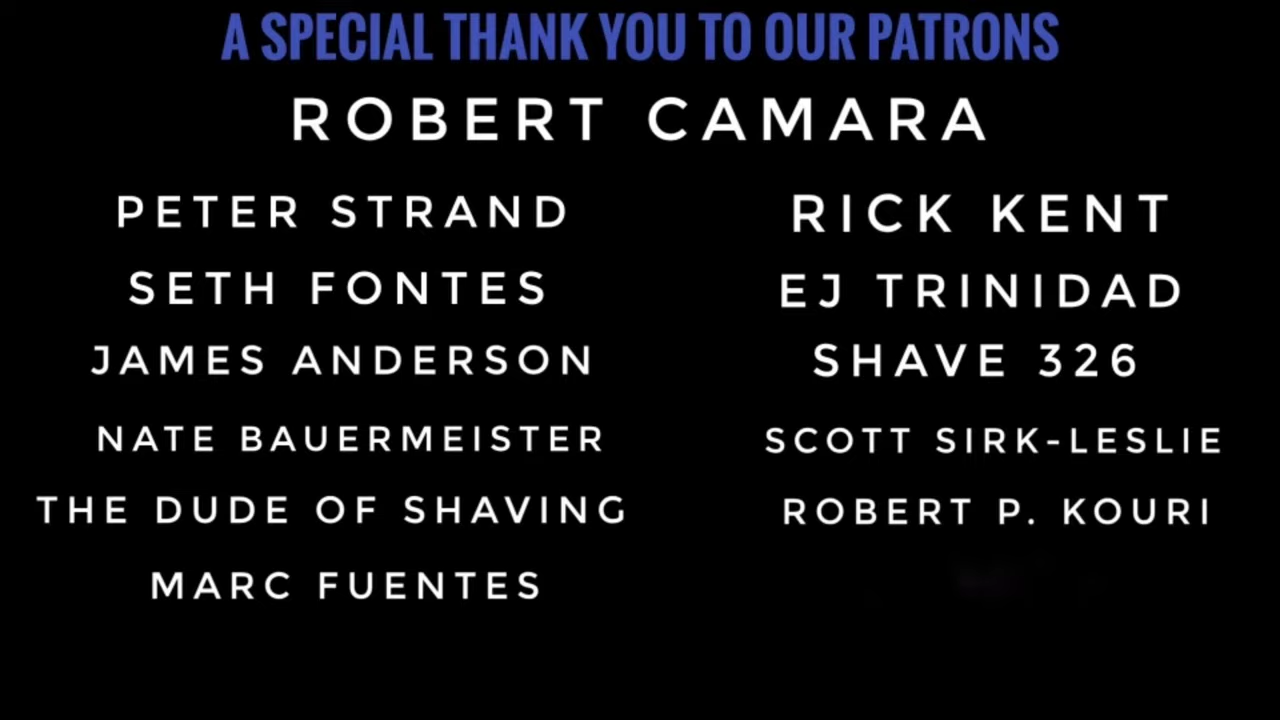 A SPECIAL THANK YOU TO OUR PATRONS
ROBERT CAMARA
PETER STRAND
RICK KENT
SETH FONTES
EJ TRINIDAD
JAMES ANDERSON
SHAVE 326
NATE BAUERMEISTER
SCOTT SIRK-LESLIE
THE DUDE OF SHAVING
ROBERT P. KOURI
MARC FUENTES